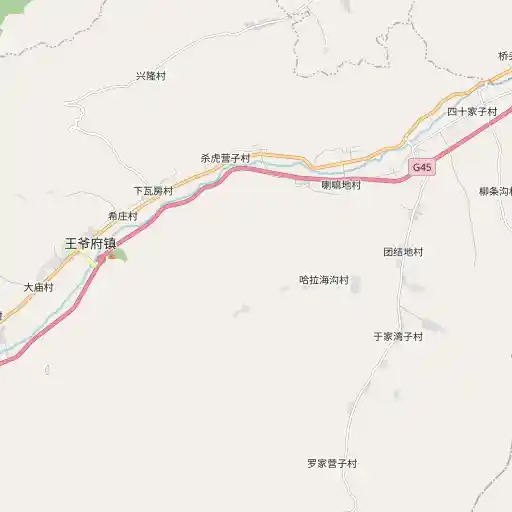 桥头
兴隆村
四十家子村
杀虎营子村
G45
喇嘛地村
下瓦房村
柳条沟村
希庄村
王爷府镇
团结地村
哈拉海沟村
大庙村
于家湾子村
罗家营子村